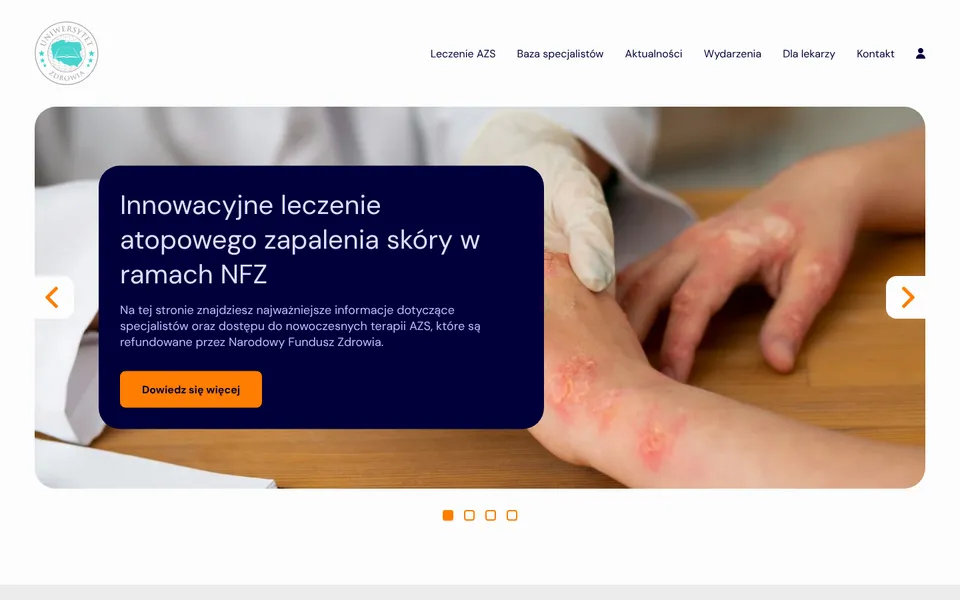 UNIWERSYTET
ZDROWIA
Leczenie AZS
Baza specjalistów
Aktualności
Wydarzenia
Dla lekarzy
Kontakt
Innowacyjne leczenie
atopowego zapalenia skóry w
ramach NFZ
Na tej stronie znajdziesz najważniejsze informacje dotyczące
specjalistów oraz dostępu do nowoczesnych terapii AZS, które są
refundowane przez Narodowy Fundusz Zdrowia.
Dowiedz się więcej